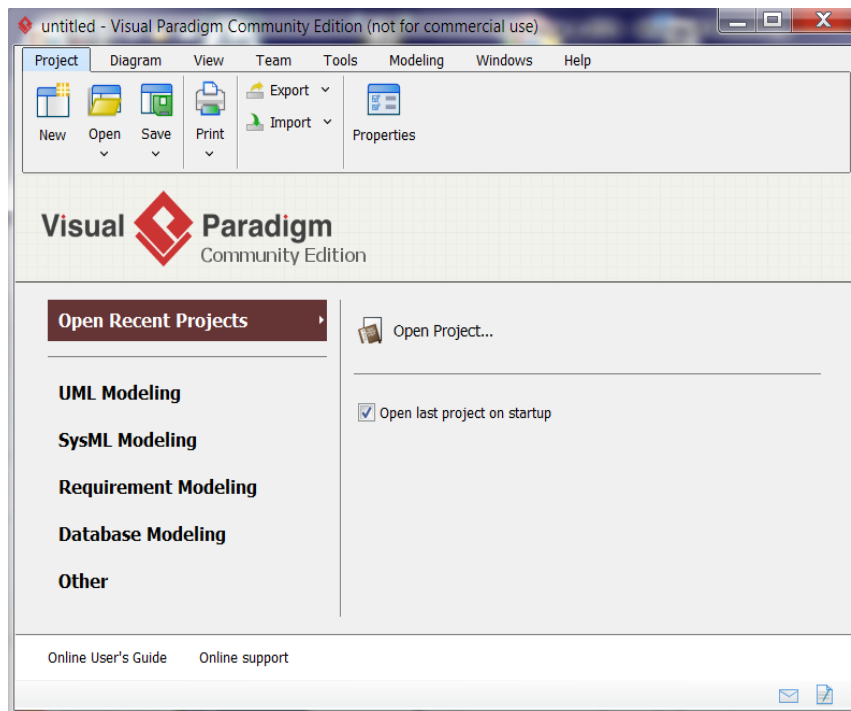 untitled - Visual Paradigm Community Edition (not for commercial use)
Project Diagram View Team Tools Modeling Windows Help
New Open Save Print Export Import Properties
Visual Paradigm
Community Edition
Open Recent Projects
Open Project...
UML Modeling
Open last project on startup
SysML Modeling
Requirement Modeling
Database Modeling
Other
Online User's Guide Online support